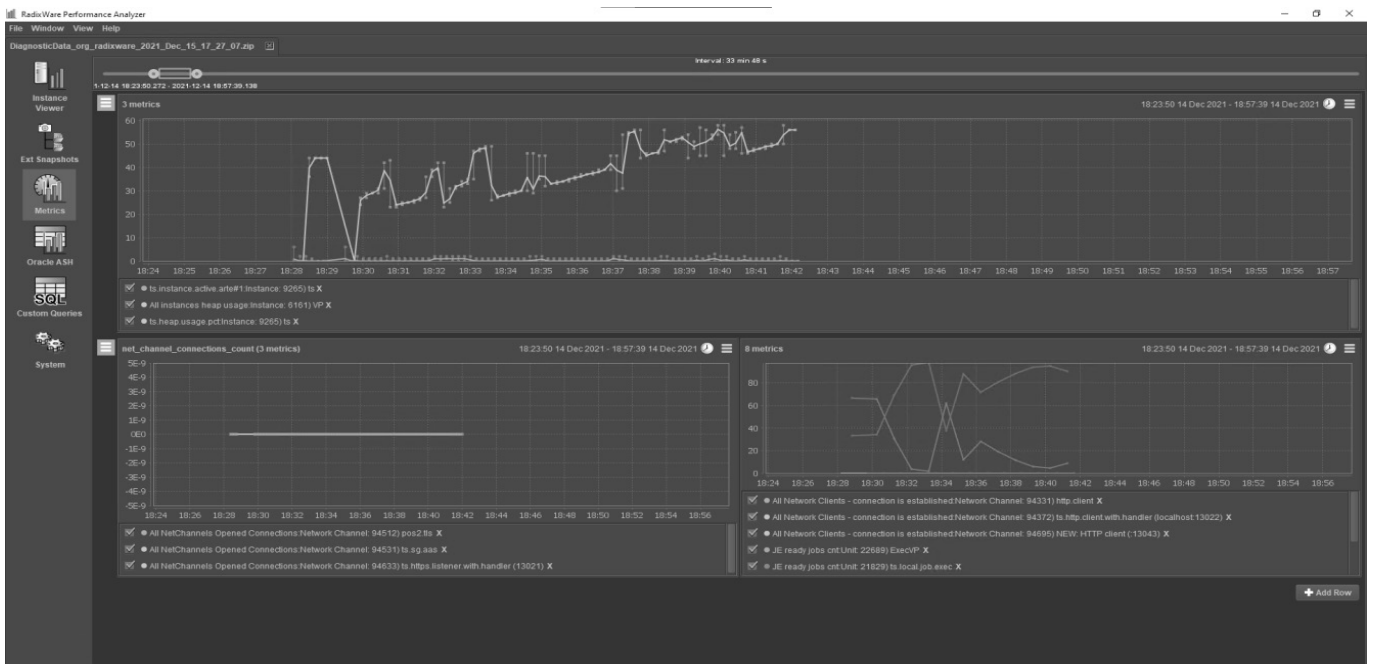 RadixWare Performance Analyzer
File Window View Help
DiagnosticData_org_radixware_2021_Dec_15_17_27_07.zip
Interval: 33 min 48 s
1-12-14 18:23:50.272 - 2021-12-14 18:57:39.138
Instance
Viewer
Ext Snapshots
Metrics
Oracle ASH
SQL
Custom Queries
System
3 metrics
18:23:50 14 Dec 2021 - 18:57:39 14 Dec 2021
60
50
40
30
20
10
0
18:24 18:25 18:26 18:27 18:28 18:29 18:30 18:31 18:32 18:33 18:34 18:35 18:36 18:37 18:38 18:39 18:40 18:41 18:42 18:43 18:44 18:45 18:46 18:47 18:48 18:49 18:50 18:51 18:52 18:53 18:54 18:55 18:56 18:57
ts.instance.active.arte#1:Instance: 9265) ts X
All instances heap usage:Instance: 6161) VP X
ts.heap.usage.pct:Instance: 9265) ts X
net_channel_connections_count (3 metrics)
18:23:50 14 Dec 2021 - 18:57:39 14 Dec 2021
5E-9
4E-9
3E-9
2E-9
1E-9
0E0
-1E-9
-2E-9
-3E-9
-4E-9
-5E-9
18:24 18:26 18:28 18:30 18:32 18:34 18:36 18:38 18:40 18:42 18:44 18:46 18:48 18:50 18:52 18:54 18:56
All NetChannels Opened Connections:Network Channel: 94512) pos2.tls X
All NetChannels Opened Connections:Network Channel: 94531) ts.sg.aas X
All NetChannels Opened Connections:Network Channel: 94633) ts.https.listener.with.handler (13021) X
8 metrics
18:23:50 14 Dec 2021 - 18:57:39 14 Dec 2021
80
60
40
20
0
18:24 18:26 18:28 18:30 18:32 18:34 18:36 18:38 18:40 18:42 18:44 18:46 18:48 18:50 18:52 18:54 18:56
All Network Clients - connection is established:Network Channel: 94331) http.client X
All Network Clients - connection is established:Network Channel: 94372) ts.http.client.with.handler (localhost:13022) X
All Network Clients - connection is established:Network Channel: 94695) NEW: HTTP client (:13043) X
JE ready jobs cnt:Unit: 22689) ExecVP X
JE ready jobs cnt:Unit: 21829) ts.local.job.exec X
Add Row